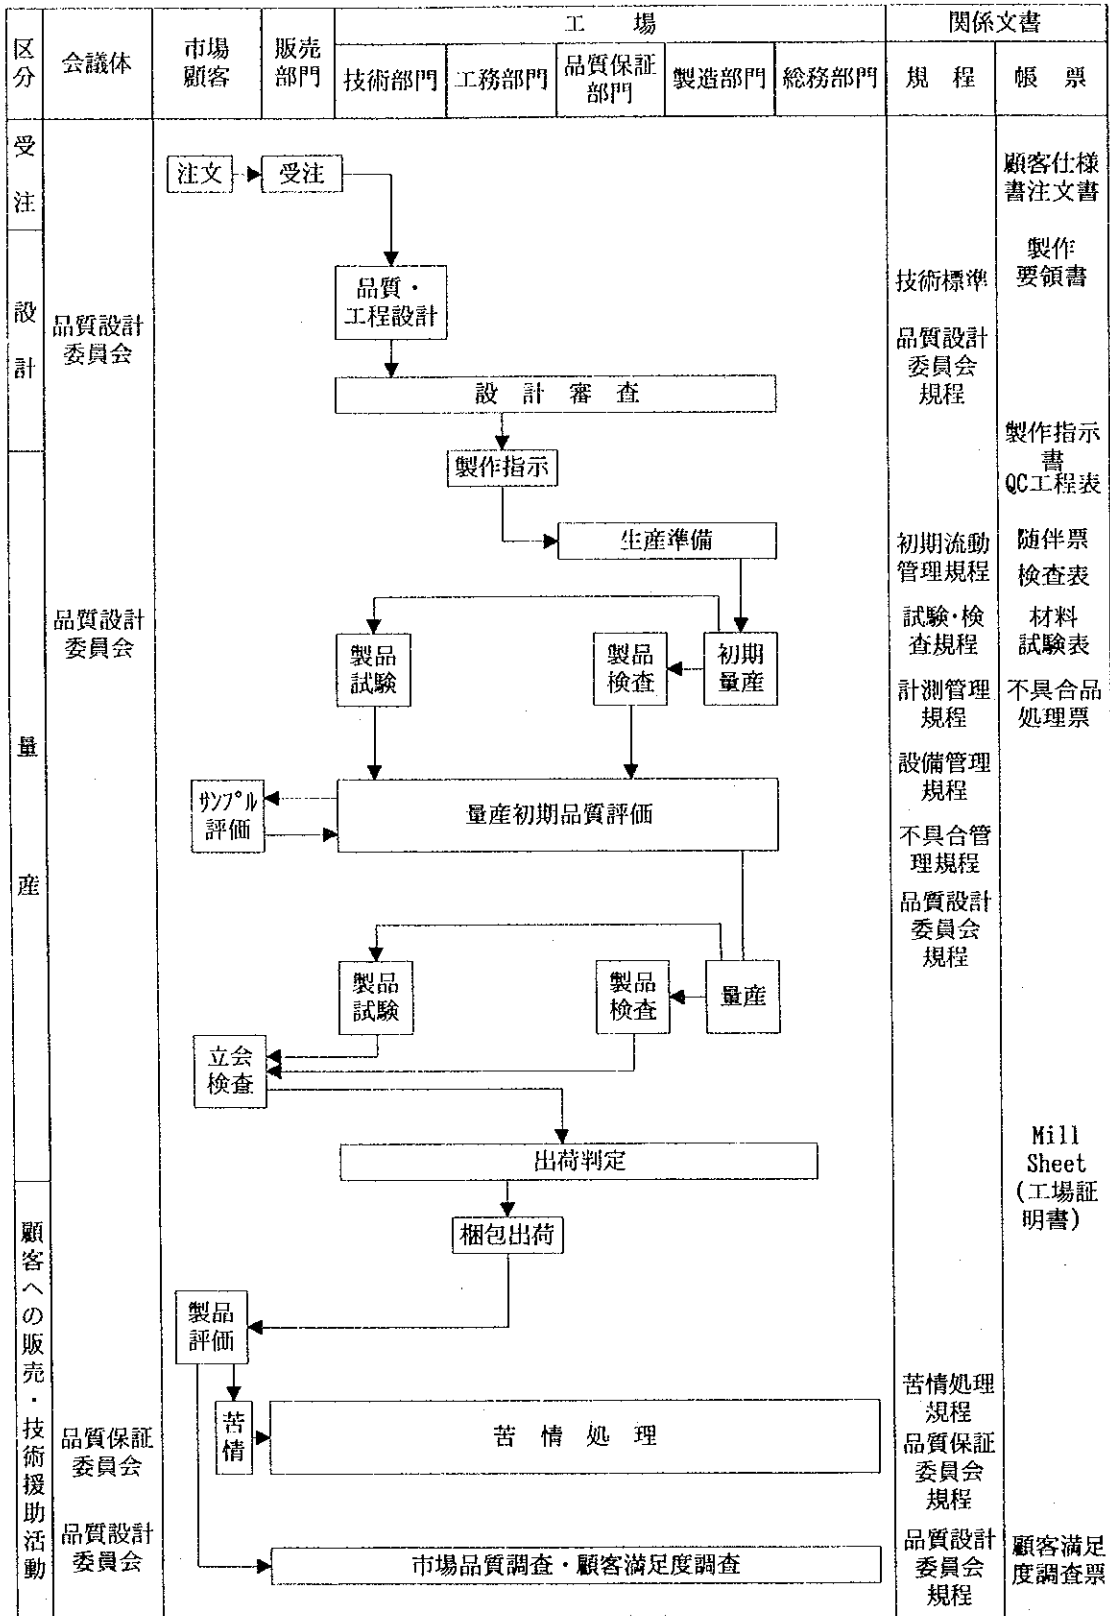 区分
会議体
市場
顧客
販売
部門
工場
技術部門
工務部門
品質保証
部門
製造部門
総務部門
関係文書
規程
帳票
受注
注文
受注
顧客仕様
書注文書
設計
品質設計
委員会
品質・
工程設計
設計審査
技術標準
品質設計
委員会
規程
製作
要領書
量産
製作指示
製作指示
書
QC工程表
生産準備
初期流動
管理規程
随伴票
検査表
品質設計
委員会
製品
試験
製品
検査
初期
量産
試験・検
査規程
材料
試験表
計測管理
規程
不具合品
処理票
サンプル
評価
量産初期品質評価
設備管理
規程
不具合管
理規程
品質設計
委員会
規程
製品
試験
製品
検査
量産
立会
検査
出荷判定
Mill
Sheet
(工場証
明書)
梱包出荷
顧客への販売・技術援助活動
製品
評価
苦情
苦情処理
品質保証
委員会
苦情処理
規程
品質保証
委員会
規程
品質設計
委員会
市場品質調査・顧客満足度調査
品質設計
委員会
規程
顧客満足
度調査票